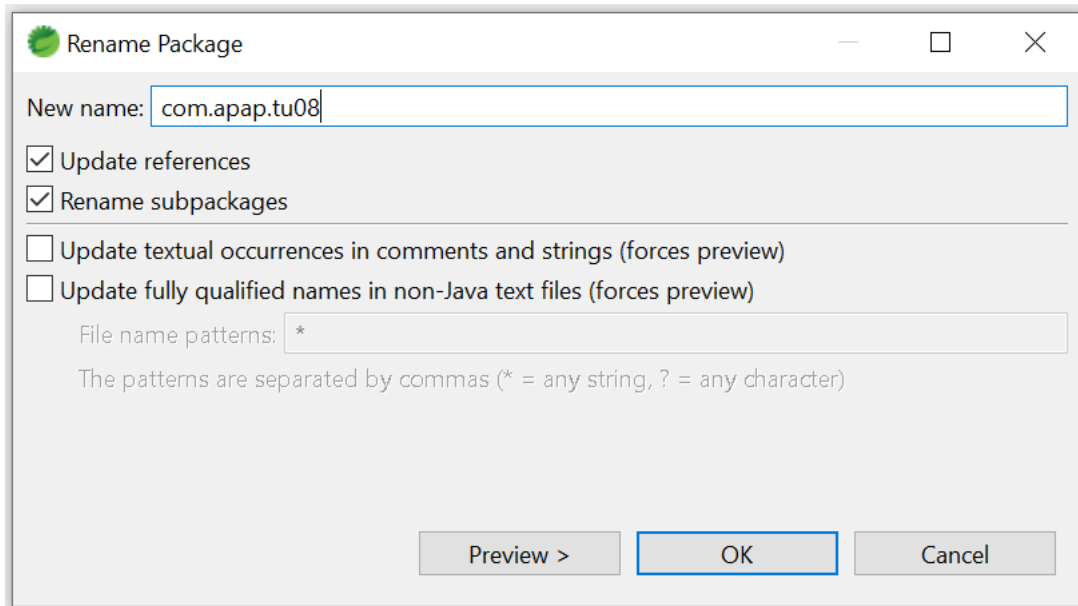 Rename Package
New name: com.apap.tu08
Update references
Rename subpackages
Update textual occurrences in comments and strings (forces preview)
Update fully qualified names in non-Java text files (forces preview)
File name patterns: *
The patterns are separated by commas (* = any string, ? = any character)
Preview > OK Cancel